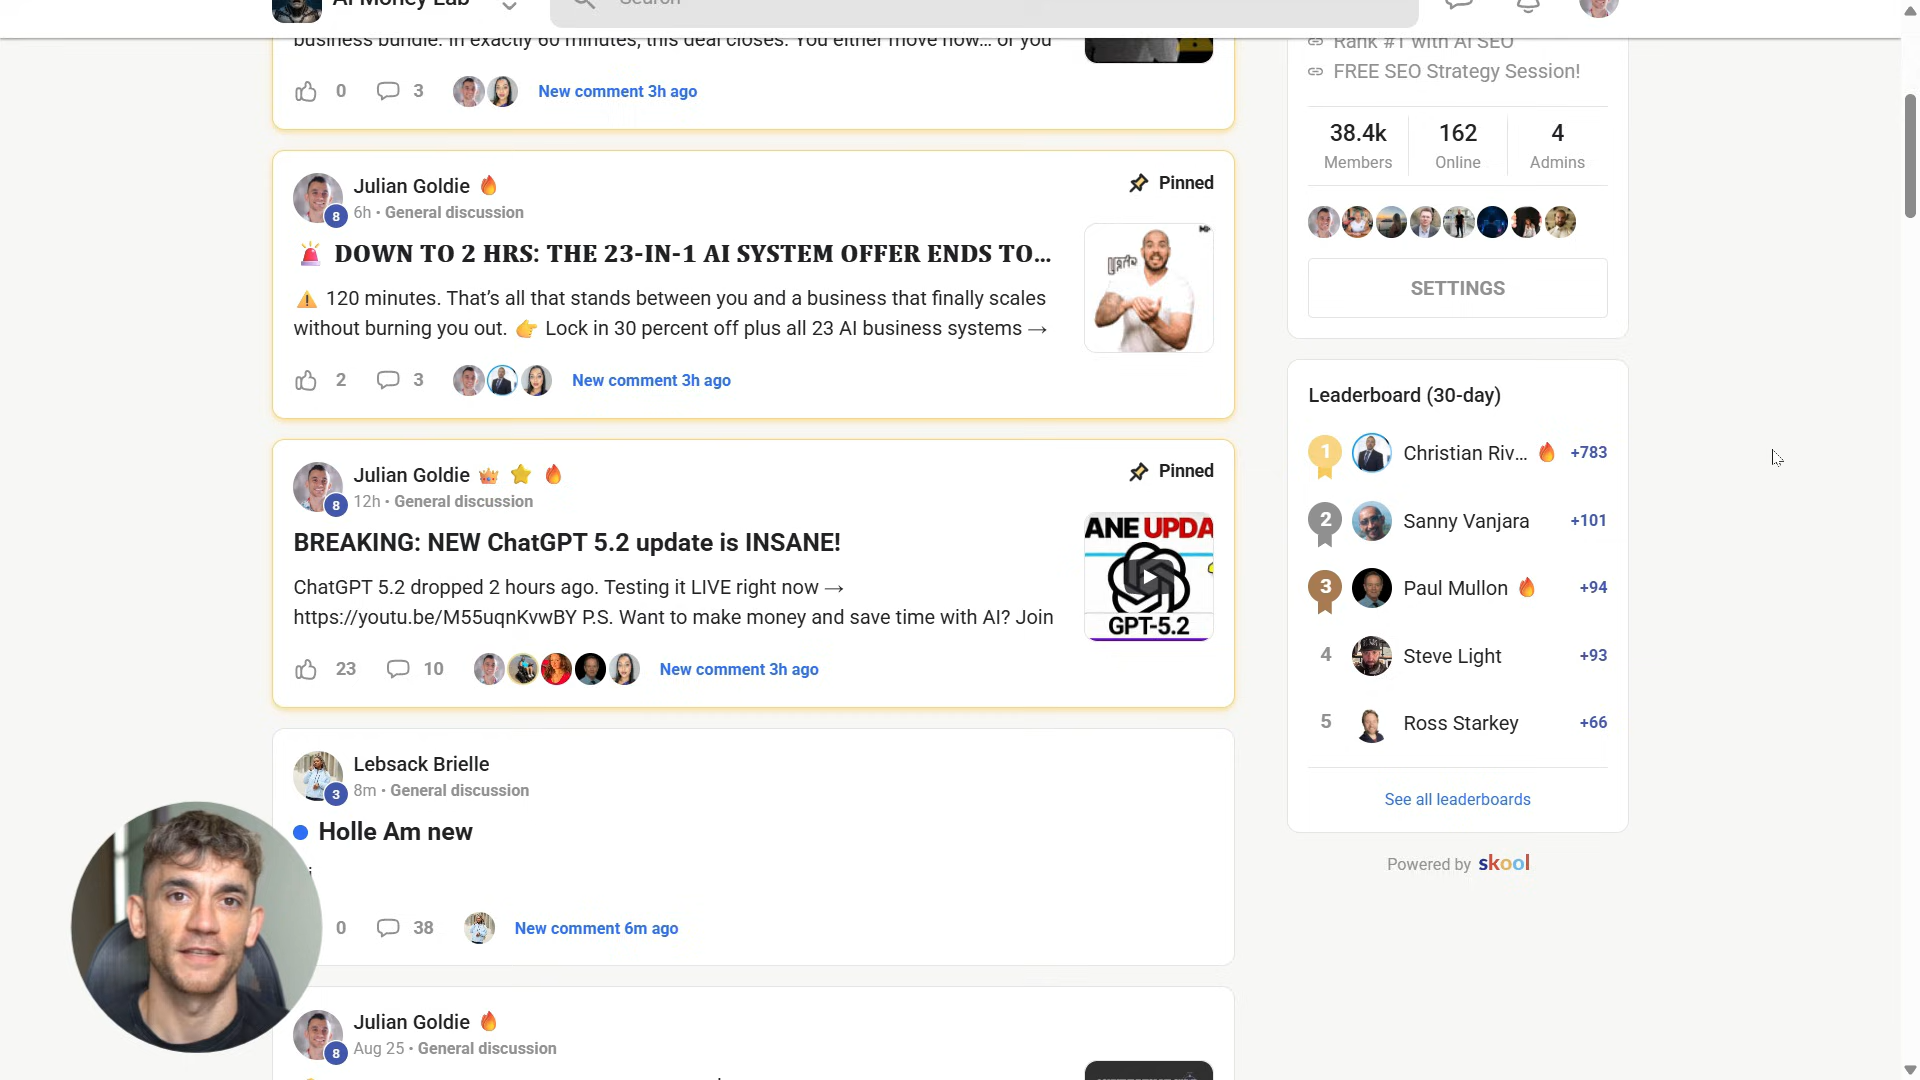 AI Money Lab
Search
business bundle. In exactly 60 minutes, this deal closes. You either move now… or you
0
3
New comment 3h ago
Julian Goldie
8
6h • General discussion
Pinned
DOWN TO 2 HRS: THE 23-IN-1 AI SYSTEM OFFER ENDS TO...
⚠️ 120 minutes. That’s all that stands between you and a business that finally scales
without burning you out. 👉 Lock in 30 percent off plus all 23 AI business systems →
2
3
New comment 3h ago
Julian Goldie
8
12h • General discussion
Pinned
BREAKING: NEW ChatGPT 5.2 update is INSANE!
ChatGPT 5.2 dropped 2 hours ago. Testing it LIVE right now →
https://youtu.be/M55uqnKvwBY P.S. Want to make money and save time with AI? Join
ANE UPDA
GPT-5.2
23
10
New comment 3h ago
Lebsack Brielle
3
8m • General discussion
Holle Am new
0
38
New comment 6m ago
Julian Goldie
8
Aug 25 • General discussion
Rank #1 with AI SEO
FREE SEO Strategy Session!
38.4k
Members
162
Online
4
Admins
SETTINGS
Leaderboard (30-day)
1 Christian Riv... +783
2 Sanny Vanjara +101
3 Paul Mullon +94
4 Steve Light +93
5 Ross Starkey +66
See all leaderboards
Powered by skool